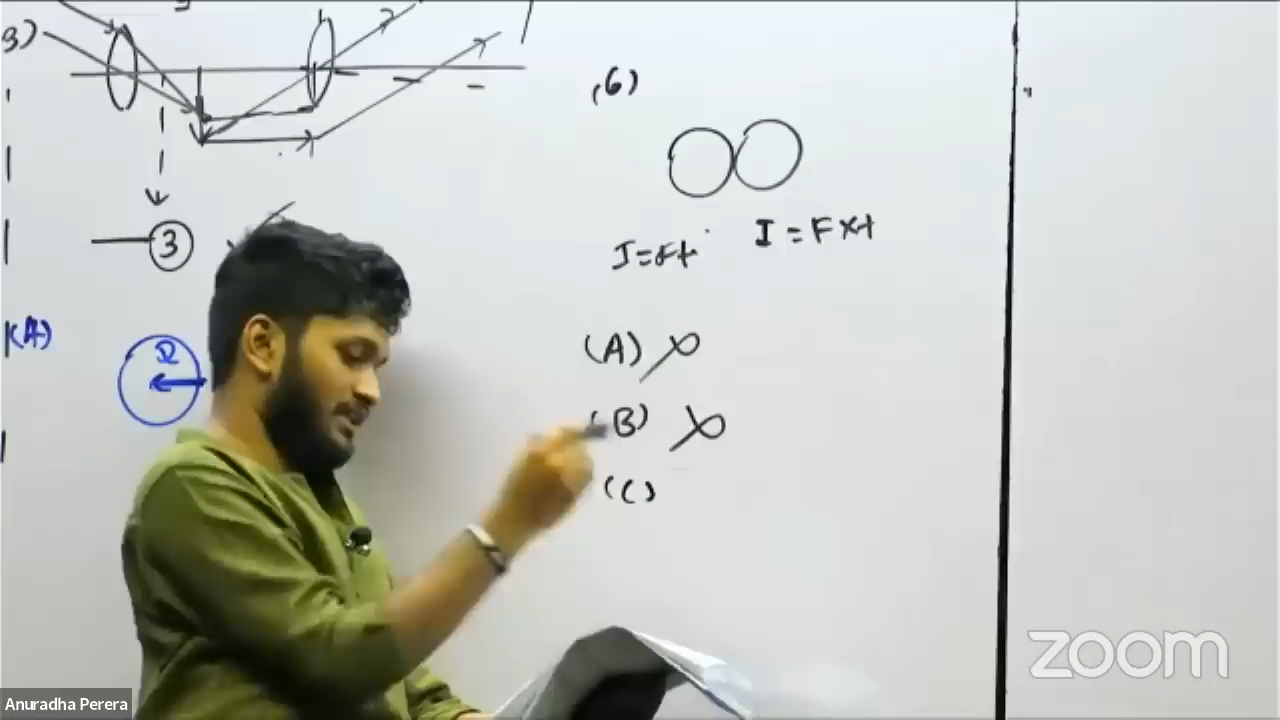 3)
(6)
3
I=Ft
I = F×t
(A)
(A)
Ω
(B)
(C)
zoom
Anuradha Perera